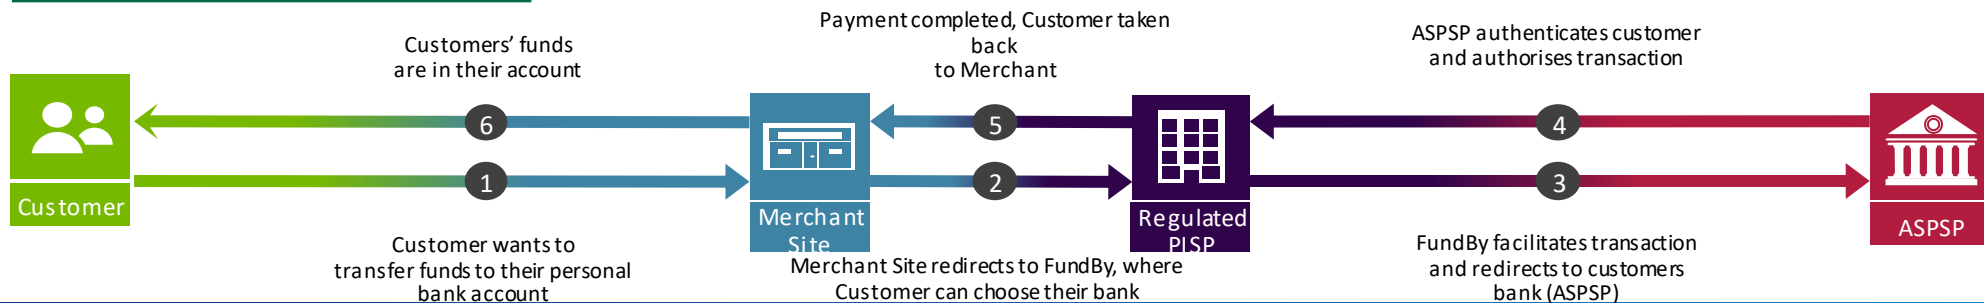 Payment completed, Customer taken
back
to Merchant
Customers’ funds
are in their account
ASPSP authenticates customer
and authorises transaction
6
5
4
1
2
3
Customer
Merchant
Site
Regulated
PISP
ASPSP
Customer wants to
transfer funds to their personal
bank account
Merchant Site redirects to FundBy, where
Customer can choose their bank
FundBy facilitates transaction
and redirects to customers
bank (ASPSP)